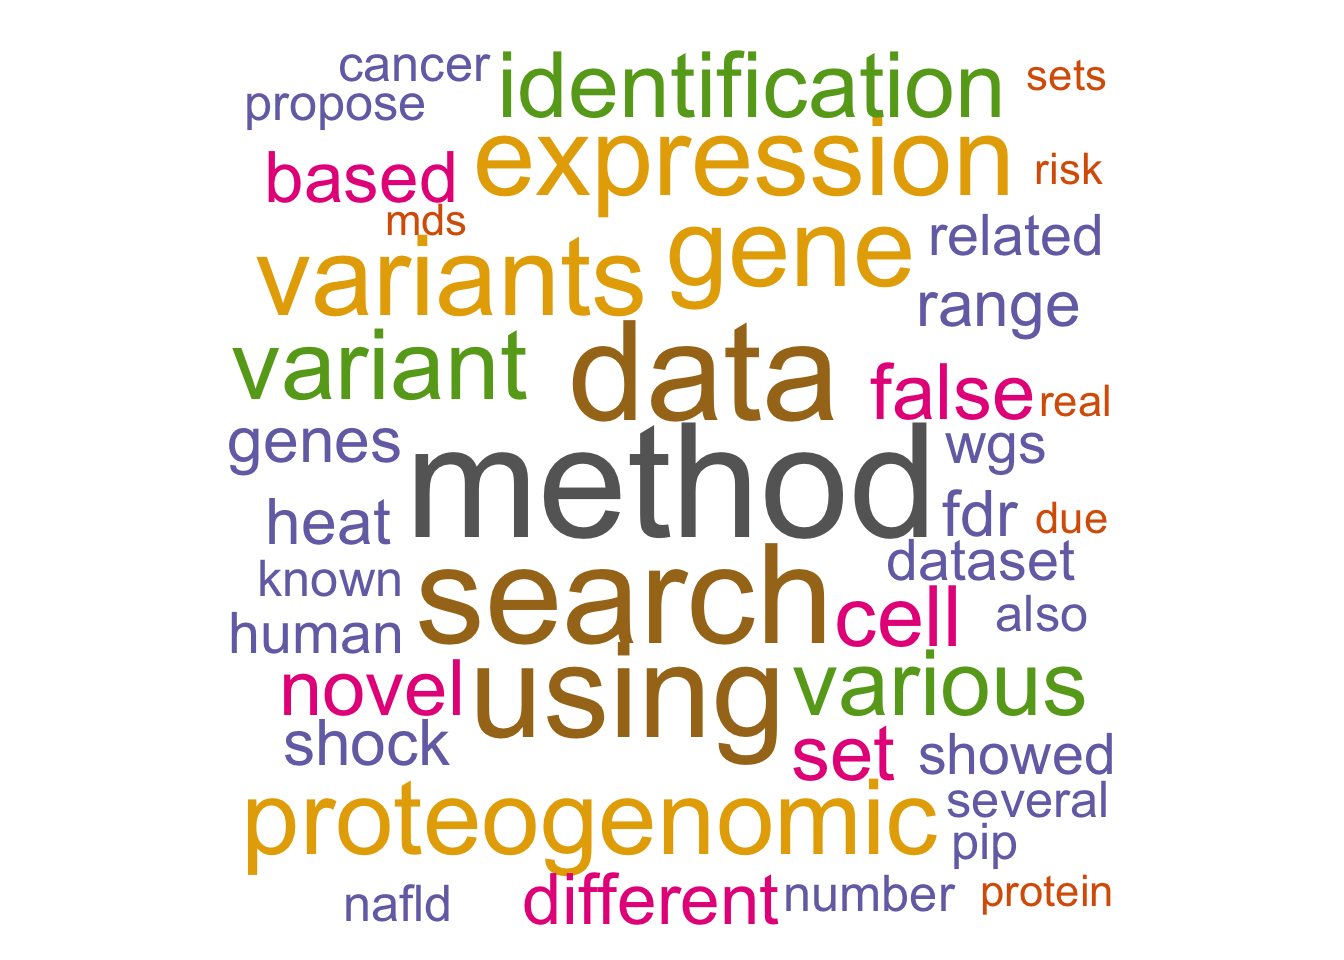 cancer identification sets
propose expression
based risk
mds
variants gene related
range
variant data false real
genes method wgs
heat fdr due
known search dataset
human cell also
novel using various
shock set showed
proteogenomic several
pip
nafld different number protein